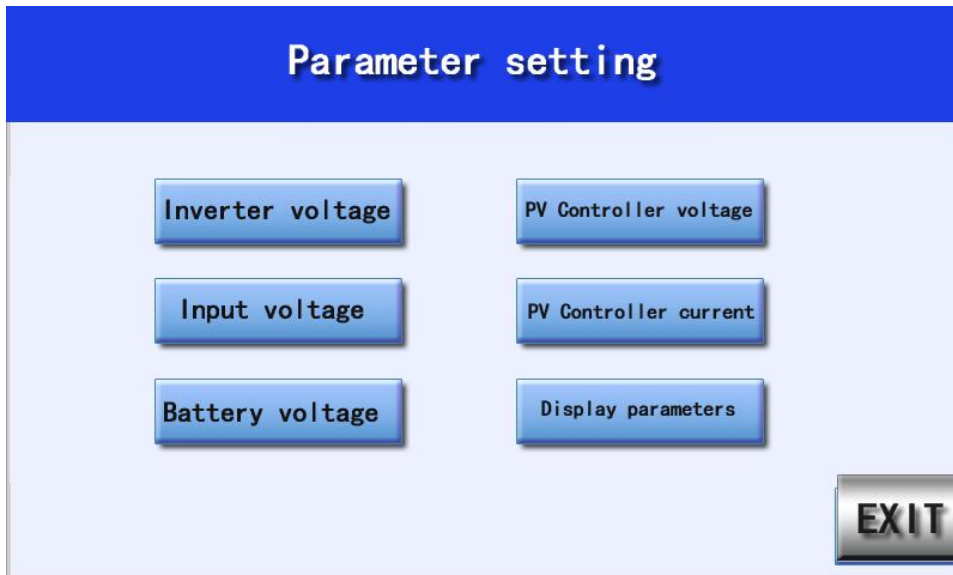 Parameter setting
Inverter voltage
PV Controller voltage
Input voltage
PV Controller current
Battery voltage
Display parameters
EXIT